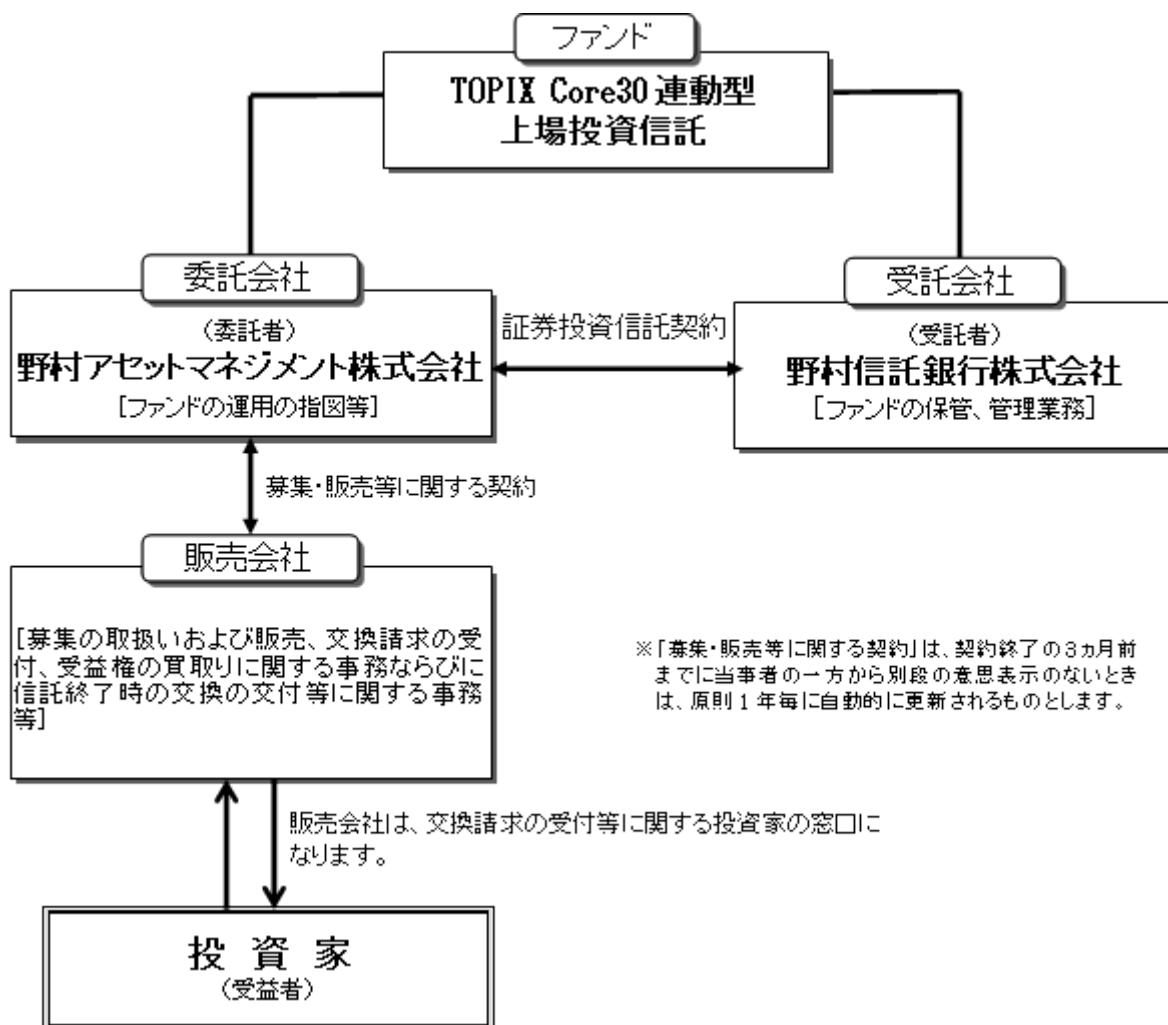 ファンド
TOPIX Core30 連動型
上場投資信託
委託会社
(委託者)
野村アセットマネジメント株式会社
[ファンドの運用の指図等]
証券投資信託契約
受託会社
(受託者)
野村信託銀行株式会社
[ファンドの保管、管理業務]
募集・販売等に関する契約
販売会社
[募集の取扱いおよび販売、交換請求の受
付、受益権の買取りに関する事務ならびに
信託終了時の交換の交付等に関する事務
等]
※「募集・販売等に関する契約」は、契約終了の3ヵ月前
までに当事者の一方から別段の意思表示のないとき
は、原則1年毎に自動的に更新されるものとします。
販売会社は、交換請求の受付等に関する投資家の窓口に
なります。
投 資 家
(受益者)